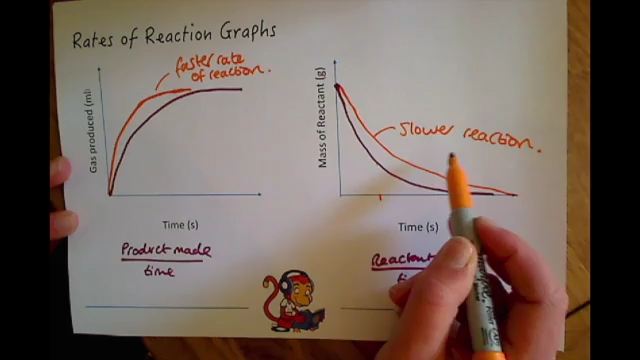 Rates of Reaction Graphs
faster rate
of reaction.
Gas produced (ml)
Time (s)
Product made
time
Mass of Reactant (g)
slower reaction.
Time (s)
Reactant